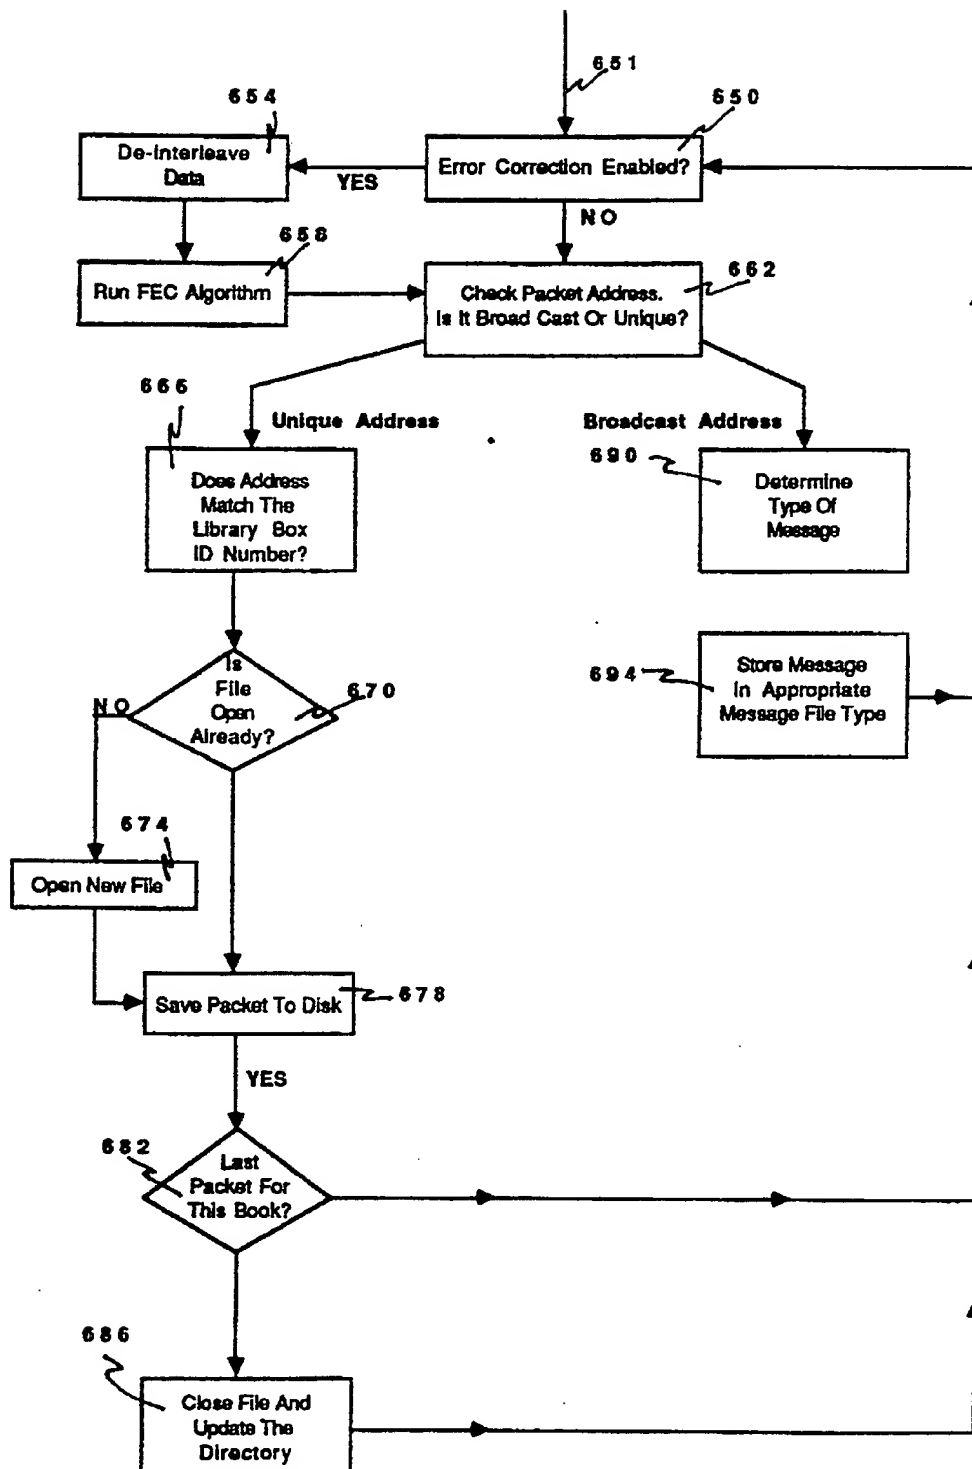 651
654
650
De-Interleave
Data
YES
Error Correction Enabled?
NO
658
662
Run FEC Algorithm
Check Packet Address.
Is It Broad Cast Or Unique?
666
Unique Address
Broadcast Address
690
Does Address
Match The
Library Box
ID Number?
Determine
Type Of
Message
Is
File
Open
Already?
670
NO
694
Store Message
In Appropriate
Message File Type
674
Open New File
Save Packet To Disk
678
YES
682
Last
Packet For
This Book?
686
Close File And
Update The
Directory